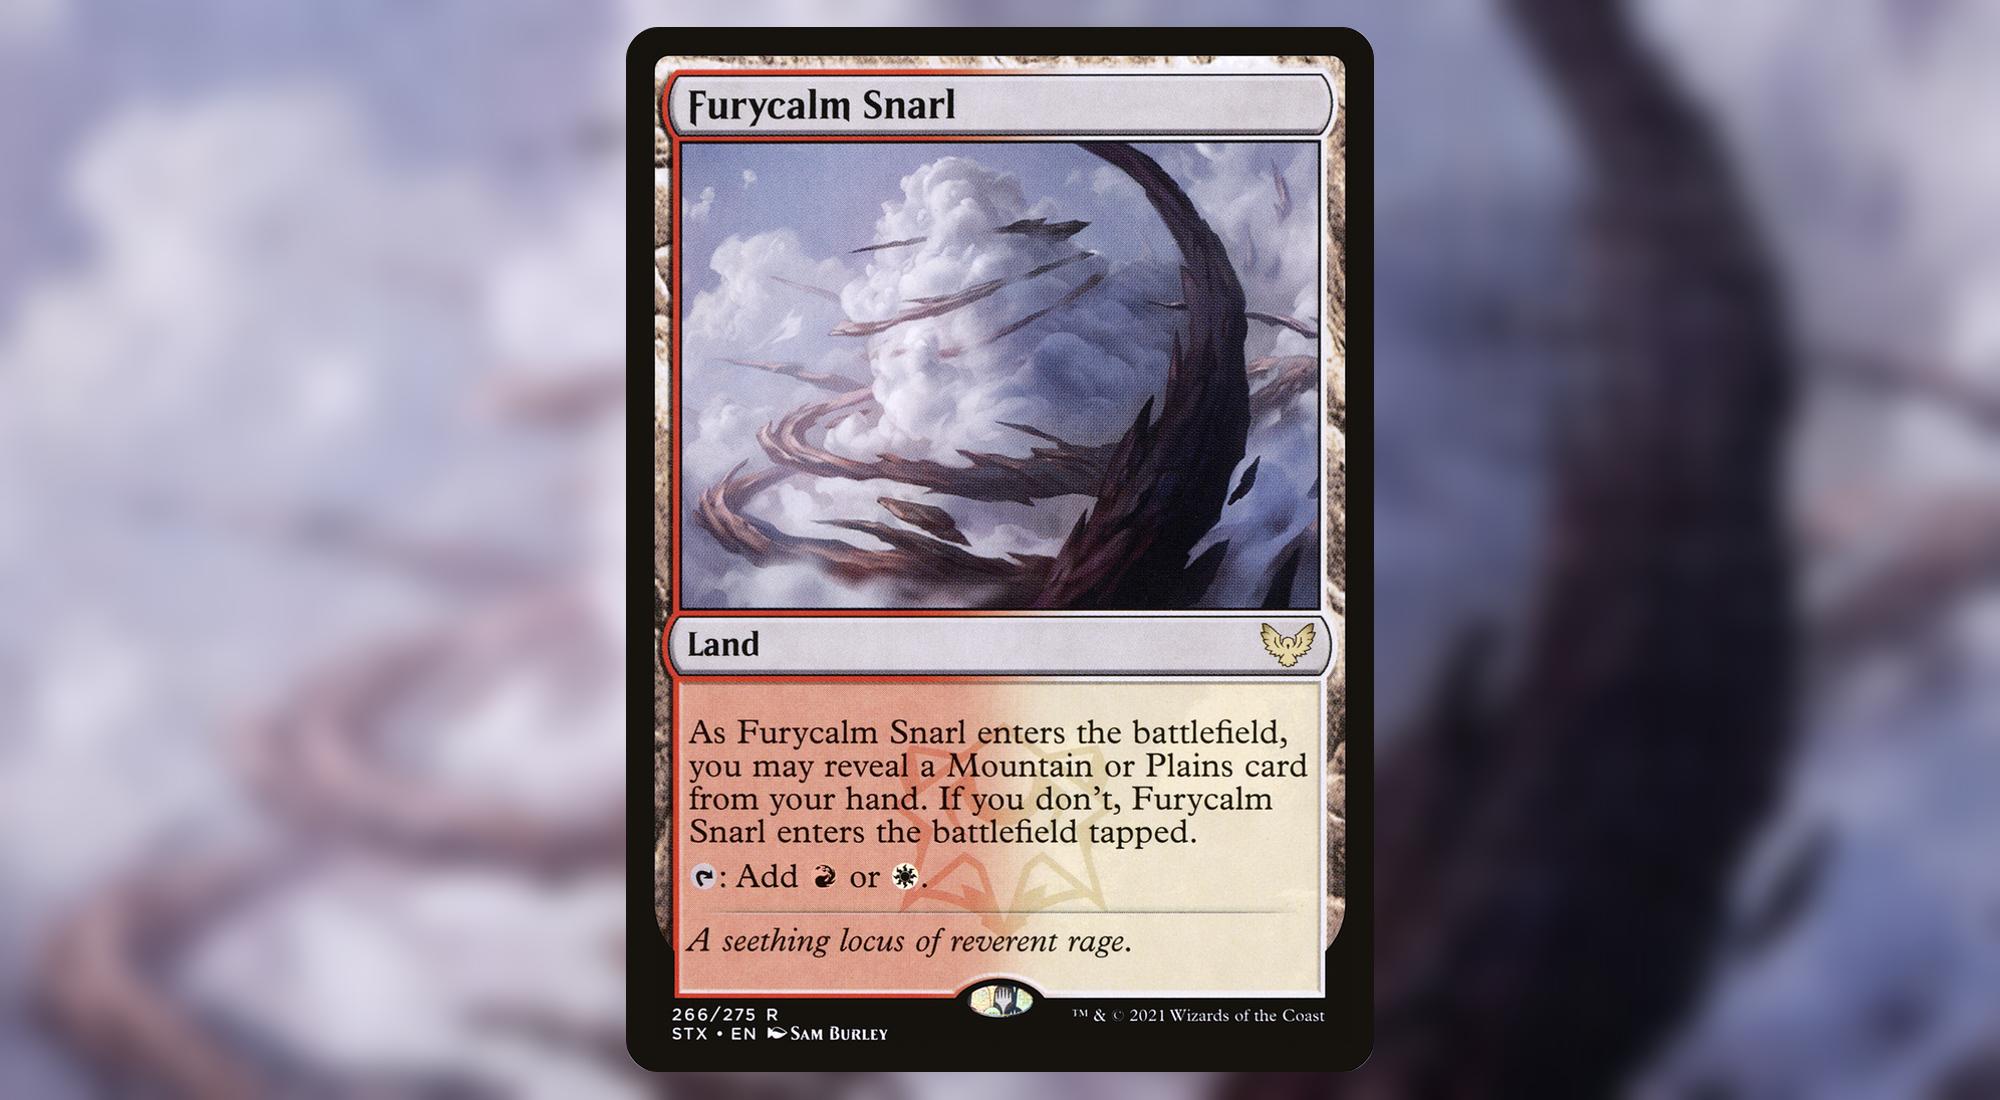 Furycalm Snarl
Land
As Furycalm Snarl enters the battlefield,
you may reveal a Mountain or Plains card
from your hand. If you don't, Furycalm
Snarl enters the battlefield tapped.
: Add or .
A seething locus of reverent rage.
266/275 R
STX • EN Sam Burley
™ & © 2021 Wizards of the Coast